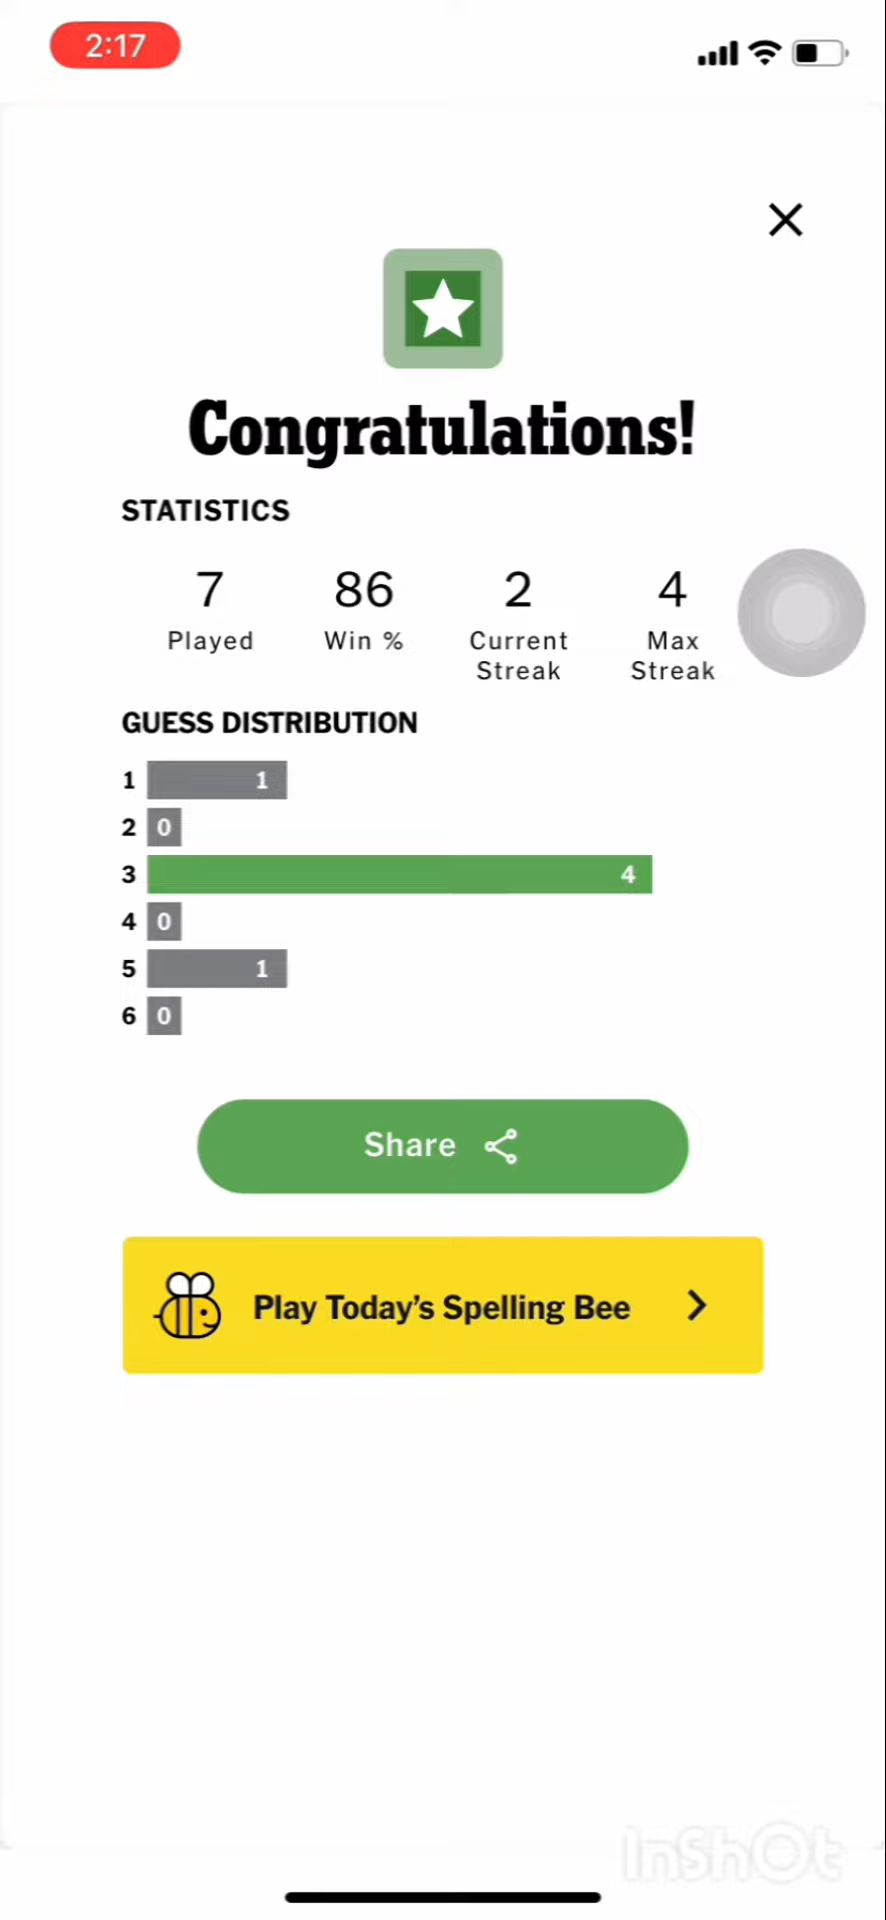 2:17
Congratulations!
STATISTICS
7 86 2 4
Played Win % Current Streak Max Streak
GUESS DISTRIBUTION
1 1
2 0
3 4
4 0
5 1
6 0
Share
Play Today's Spelling Bee
InShOt